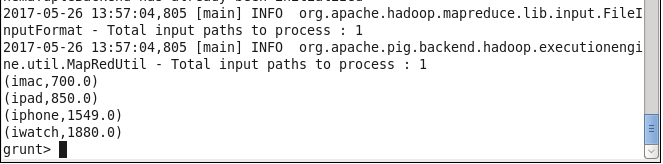 2017-05-26 13:57:04,805 [main] INFO  org.apache.hadoop.mapreduce.lib.input.FileI
nputFormat - Total input paths to process : 1
2017-05-26 13:57:04,805 [main] INFO  org.apache.pig.backend.hadoop.executionengi
ne.util.MapRedUtil - Total input paths to process : 1
(imac,700.0)
(ipad,850.0)
(iphone,1549.0)
(iwatch,1880.0)
grunt>